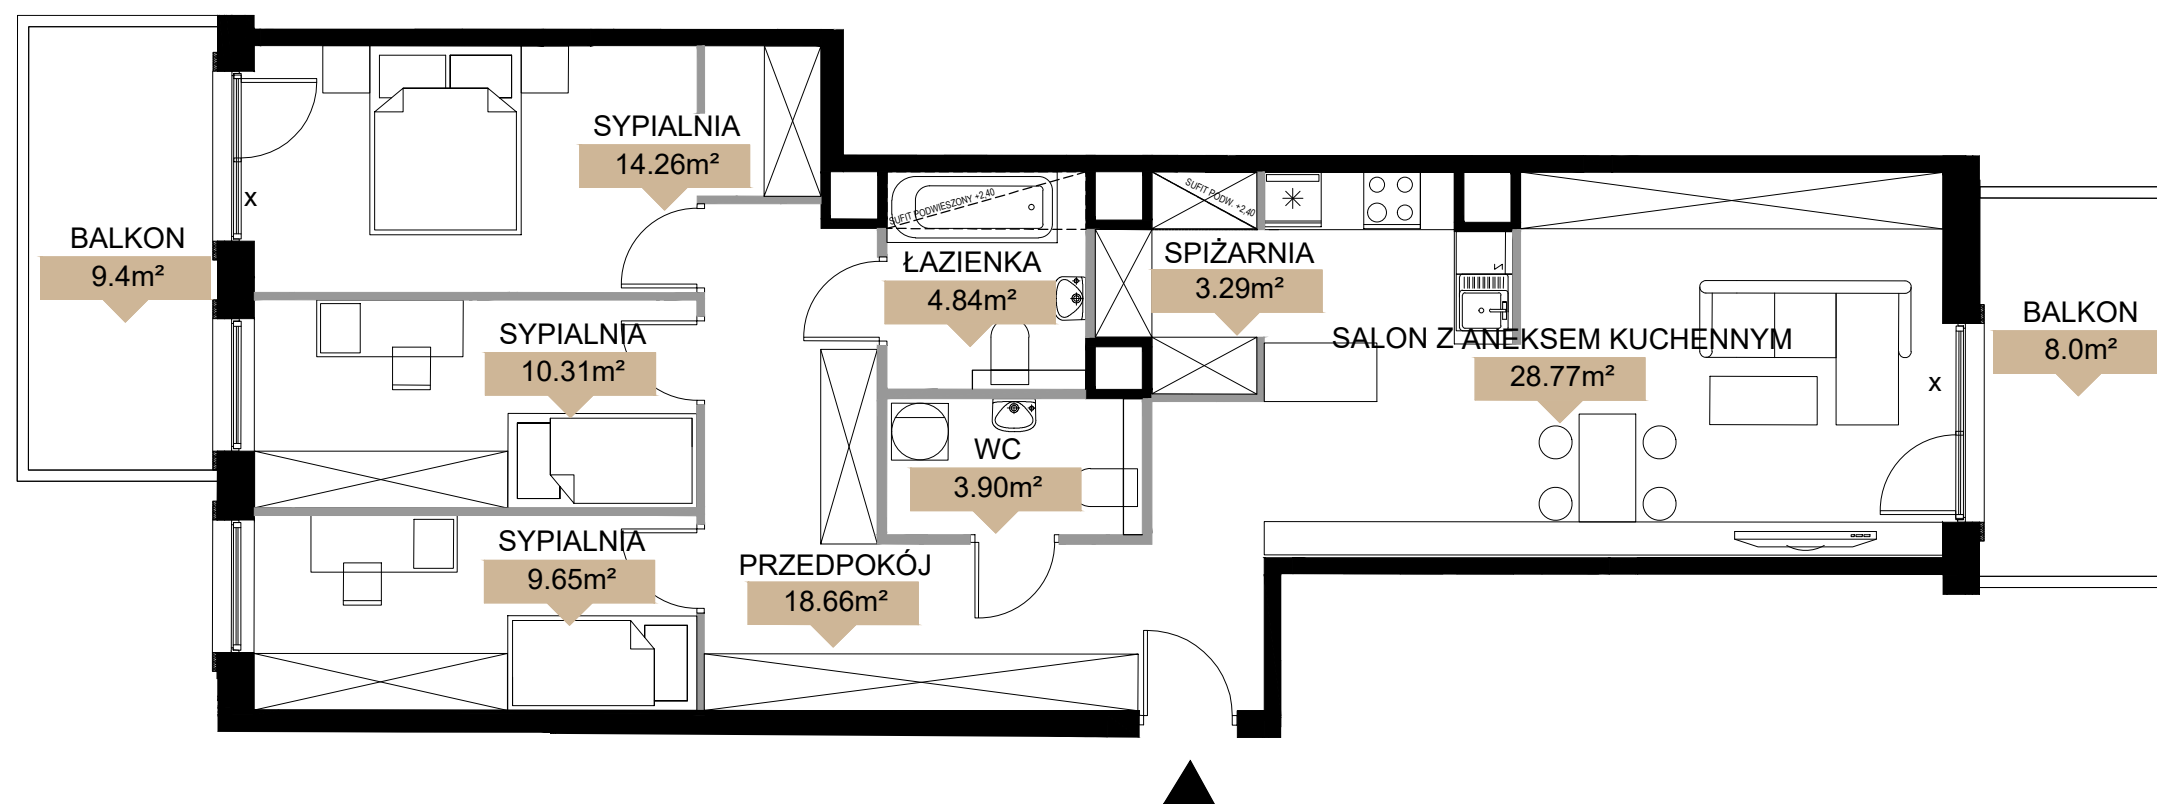 SYPIALNIA
14.26m²
x
BALKON
9.4m²
SUFIT PODWIESZONY +2,40
SUFIT PODW. +2,40
ŁAZIENKA
4.84m²
SPIŻARNIA
3.29m²
SYPIALNIA
10.31m²
SALON Z ANEKSEM KUCHENNYM
28.77m²
x
BALKON
8.0m²
WC
3.90m²
SYPIALNIA
9.65m²
PRZEDPOKÓJ
18.66m²